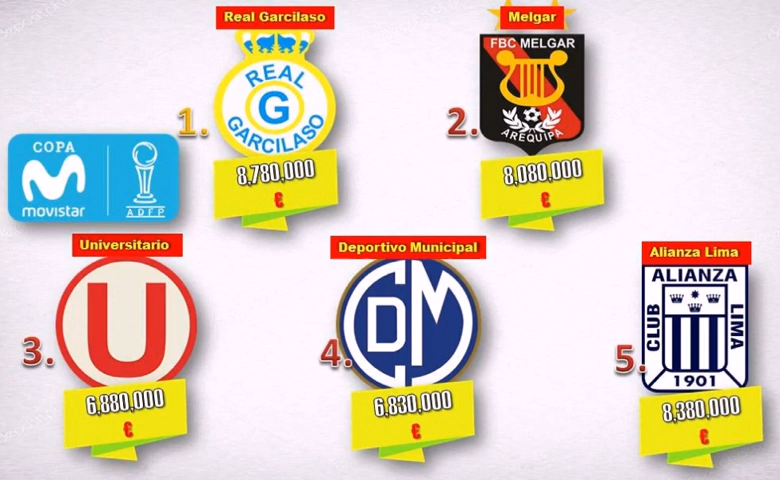 Real Garcilaso
REAL
G
GARCILASO
1.
8,780,000
€
Melgar
FBC MELGAR
AREQUIPA
2.
8,080,000
€
COPA
movistar
ADFP
Universitario
U
3.
6,880,000
€
Deportivo Municipal
CDM
4.
6,830,000
€
Alianza Lima
ALIANZA
CLUB
LIMA
1901
5.
8,380,000
€